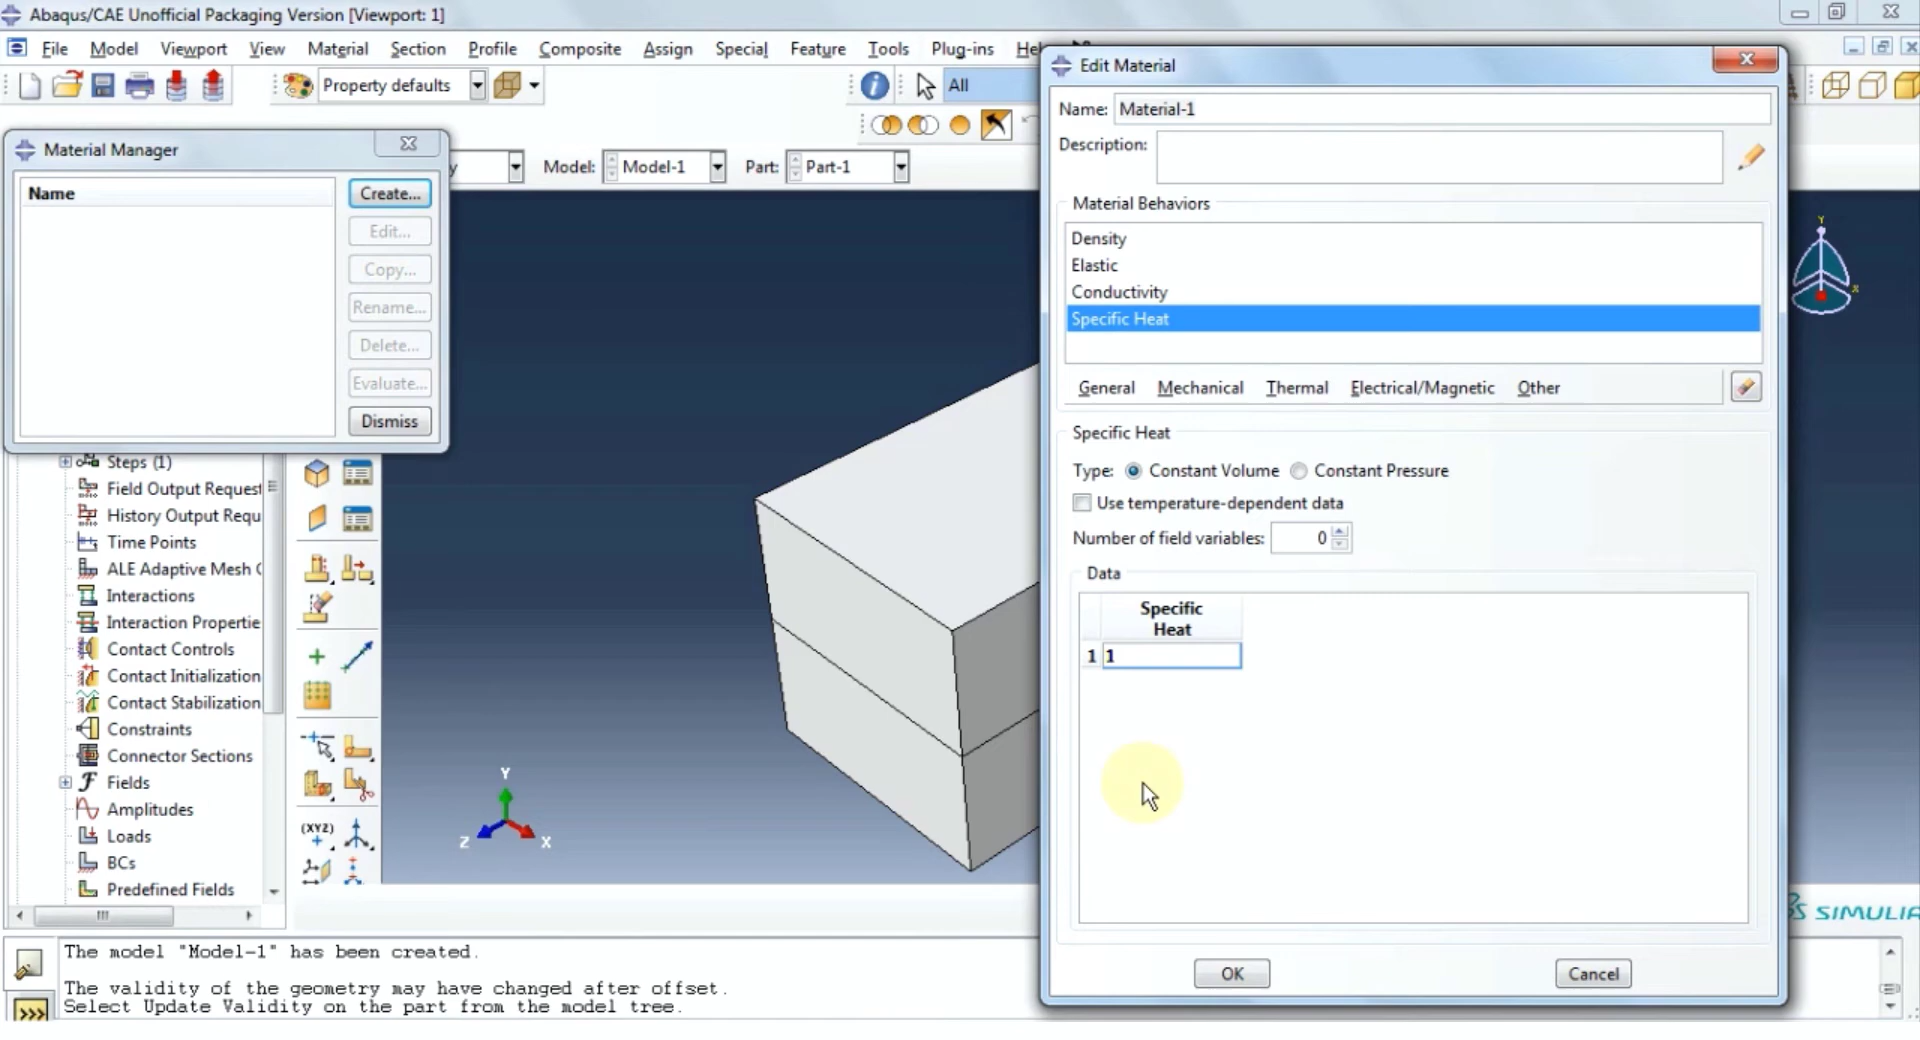 Abaqus/CAE Unofficial Packaging Version [Viewport: 1]
File Model Viewport View Material Section Profile Composite Assign Special Feature Tools Plug-ins
Property defaults
All
Material Manager
Name
Create...
Edit...
Copy...
Rename...
Delete...
Evaluate...
Dismiss
y Model: Model-1 Part: Part-1
Steps (1)
Field Output Request
History Output Requ
Time Points
ALE Adaptive Mesh C
Interactions
Interaction Propertie
Contact Controls
Contact Initialization
Contact Stabilization
Constraints
Connector Sections
Fields
Amplitudes
Loads
BCs
Predefined Fields
(XYZ)
Y
Z
X
Edit Material
Name: Material-1
Description:
Material Behaviors
Density
Elastic
Conductivity
Specific Heat
General Mechanical Thermal Electrical/Magnetic Other
Specific Heat
Type: Constant Volume Constant Pressure
Use temperature-dependent data
Number of field variables: 0
Data
Specific
Heat
1 1
OK Cancel
Y
X
SIMULIA
The model "Model-1" has been created.
The validity of the geometry may have changed after offset.
Select Update Validity on the part from the model tree.
>>>